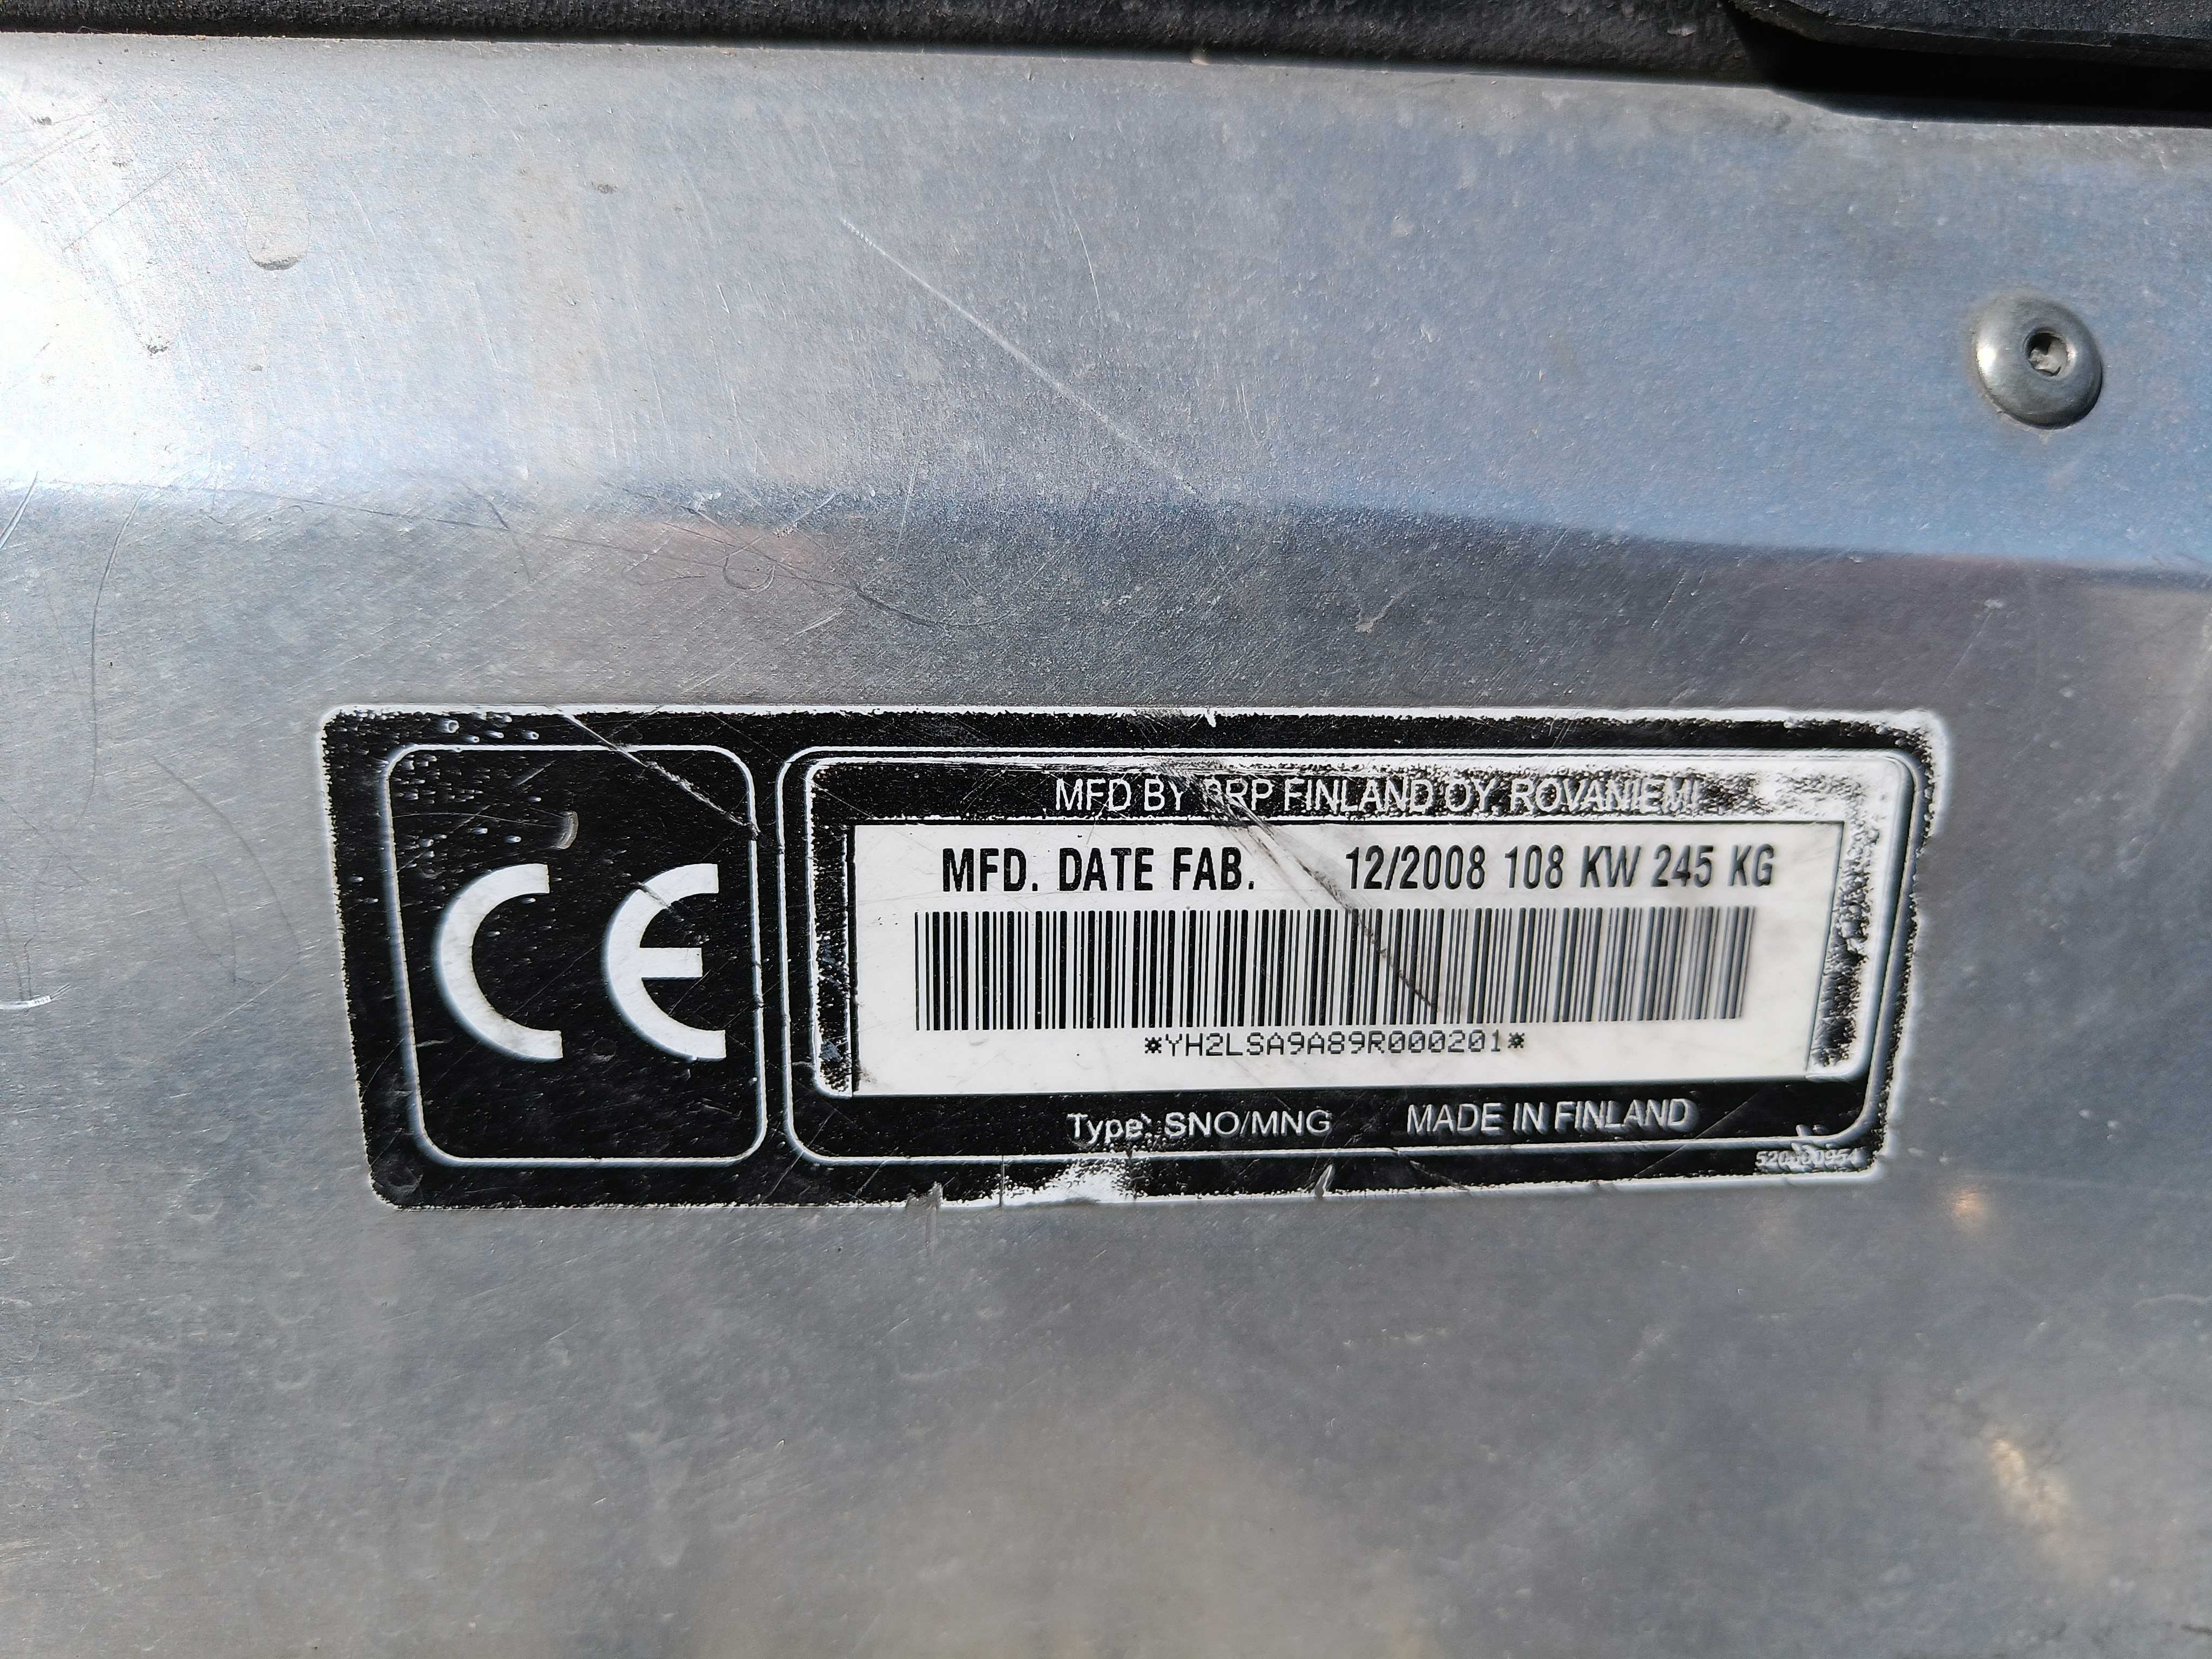 MFD BY BRP FINLAND OY, ROVANIEMI
CE
MFD. DATE FAB. 12/2008 108 KW 245 KG
*YH2LSA9A89R000201*
Type: SNO/MNG MADE IN FINLAND